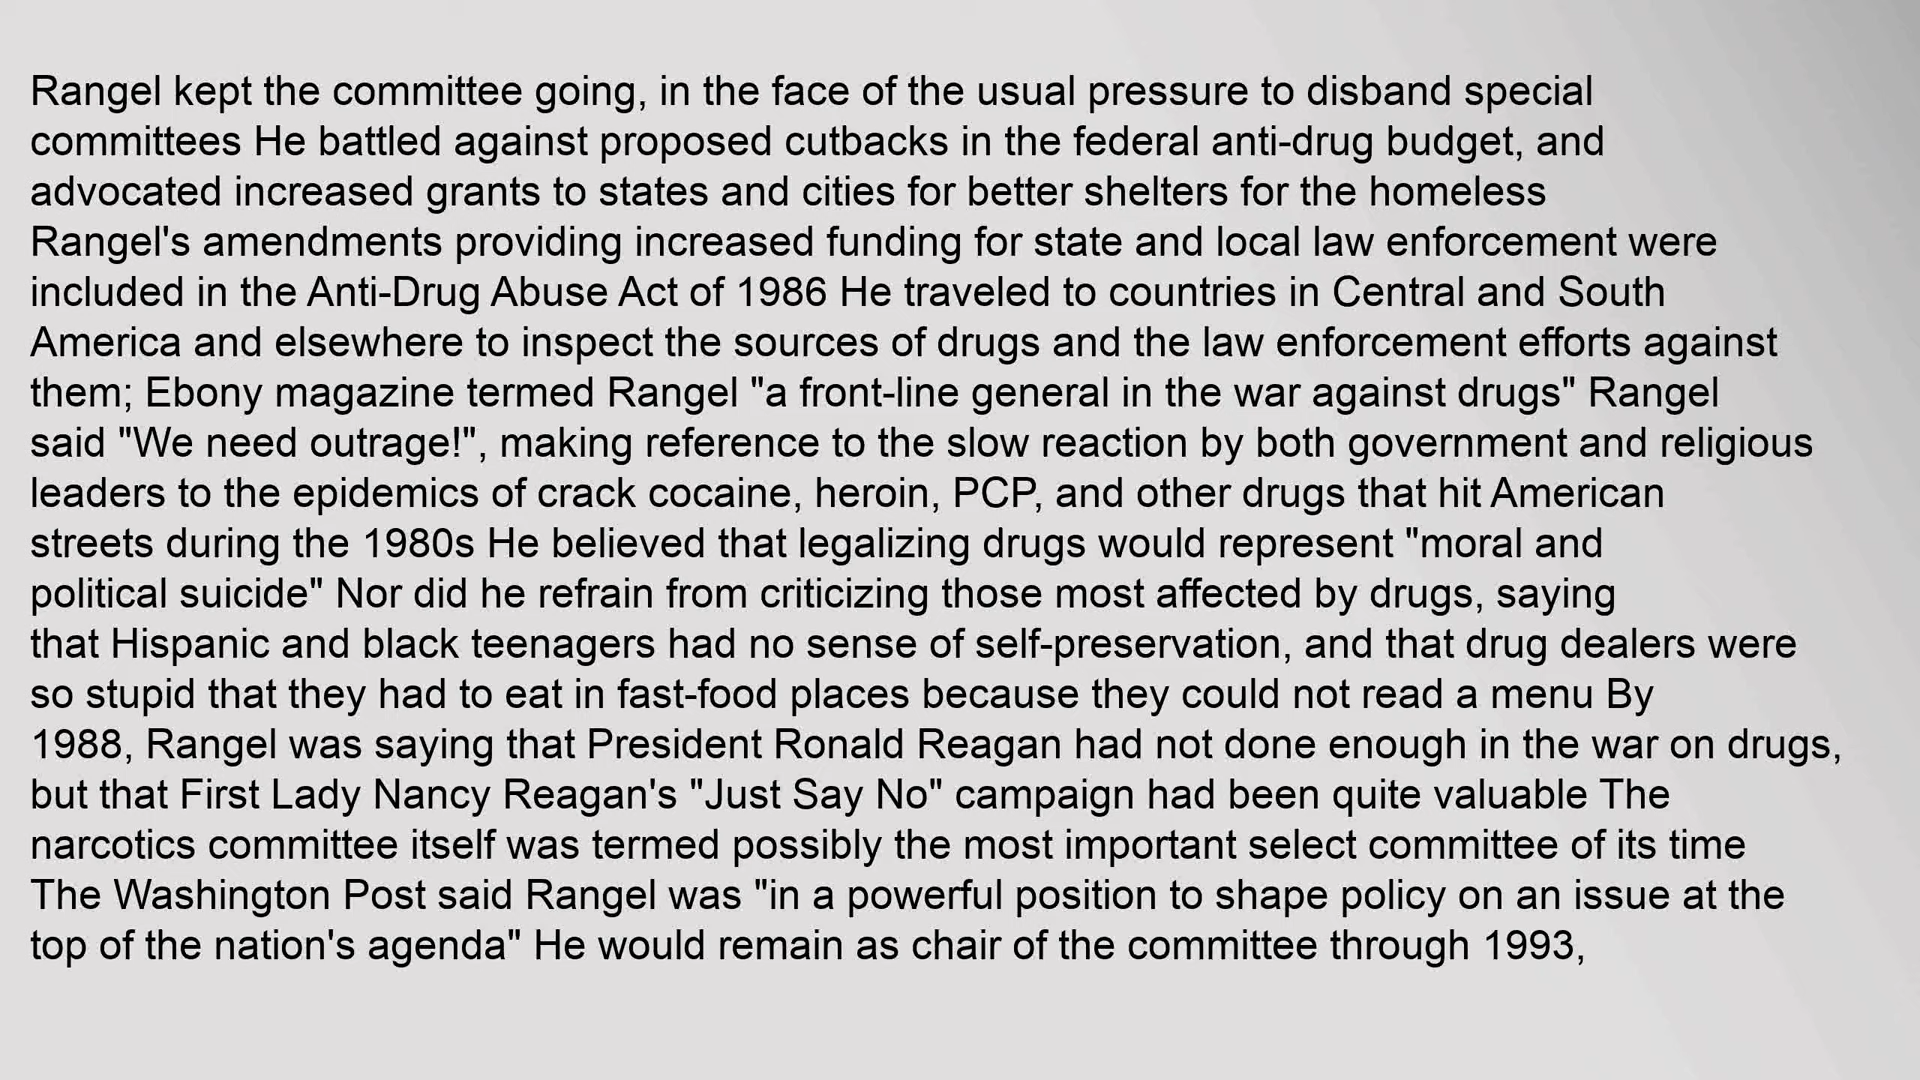 Rangel kept the committee going, in the face of the usual pressure to disband special
committees He battled against proposed cutbacks in the federal anti-drug budget, and
advocated increased grants to states and cities for better shelters for the homeless
Rangel's amendments providing increased funding for state and local law enforcement were
included in the Anti-Drug Abuse Act of 1986 He traveled to countries in Central and South
America and elsewhere to inspect the sources of drugs and the law enforcement efforts against
them; Ebony magazine termed Rangel "a front-line general in the war against drugs" Rangel
said "We need outrage!", making reference to the slow reaction by both government and religious
leaders to the epidemics of crack cocaine, heroin, PCP, and other drugs that hit American
streets during the 1980s He believed that legalizing drugs would represent "moral and
political suicide" Nor did he refrain from criticizing those most affected by drugs, saying
that Hispanic and black teenagers had no sense of self-preservation, and that drug dealers were
so stupid that they had to eat in fast-food places because they could not read a menu By
1988, Rangel was saying that President Ronald Reagan had not done enough in the war on drugs,
but that First Lady Nancy Reagan's "Just Say No" campaign had been quite valuable The
narcotics committee itself was termed possibly the most important select committee of its time
The Washington Post said Rangel was "in a powerful position to shape policy on an issue at the
top of the nation's agenda" He would remain as chair of the committee through 1993,